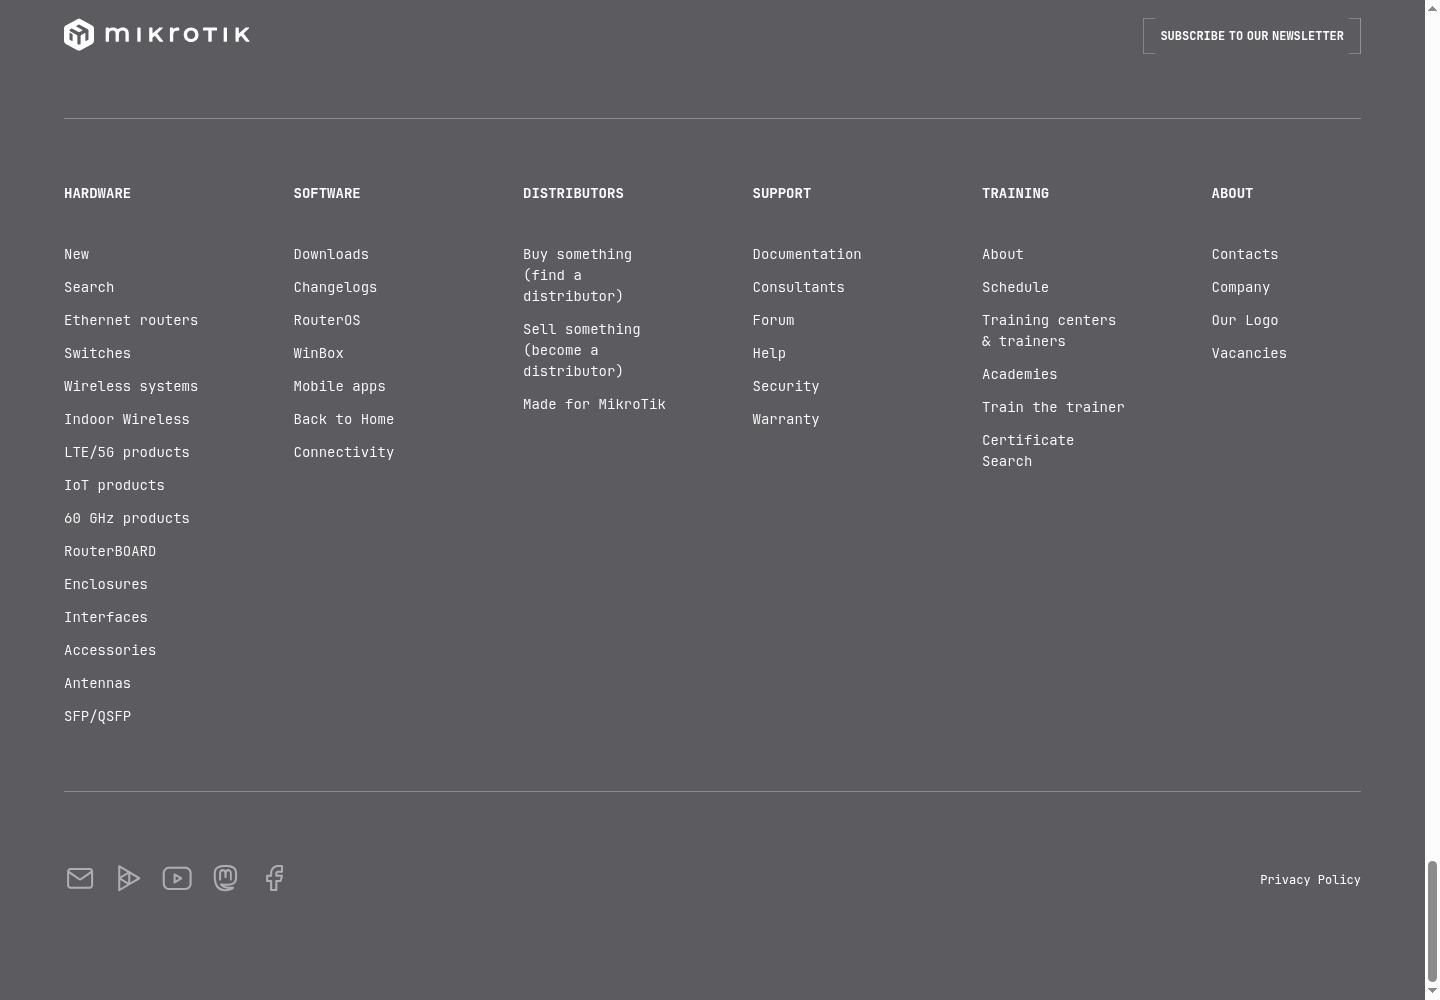 MIKROTIK
SUBSCRIBE TO OUR NEWSLETTER
HARDWARE
New
Search
Ethernet routers
Switches
Wireless systems
Indoor Wireless
LTE/5G products
IoT products
60 GHz products
RouterBOARD
Enclosures
Interfaces
Accessories
Antennas
SFP/QSFP
SOFTWARE
Downloads
Changelogs
RouterOS
WinBox
Mobile apps
Back to Home
Connectivity
DISTRIBUTORS
Buy something
(find a
distributor)
Sell something
(become a
distributor)
Made for MikroTik
SUPPORT
Documentation
Consultants
Forum
Help
Security
Warranty
TRAINING
About
Schedule
Training centers
& trainers
Academies
Train the trainer
Certificate
Search
ABOUT
Contacts
Company
Our Logo
Vacancies
Privacy Policy